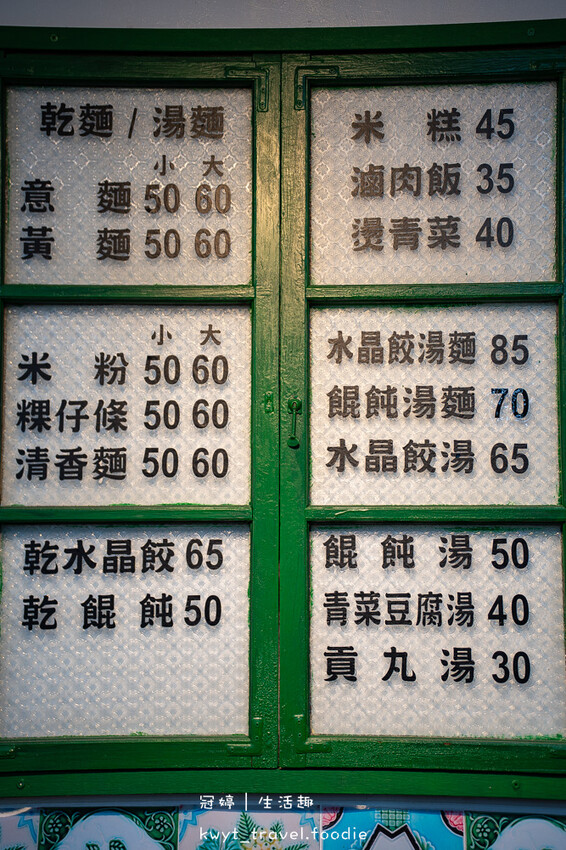 乾麵 / 湯麵
小 大
意麵 50 60
黃麵 50 60
小 大
米粉 50 60
粿仔條 50 60
清香麵 50 60
乾水晶餃 65
乾餛飩 50
米糕 45
滷肉飯 35
燙青菜 40
水晶餃湯麵 85
餛飩湯麵 70
水晶餃湯 65
餛飩湯 50
青菜豆腐湯 40
貢丸湯 30
冠婷｜生活趣
kwyt_travel.foodie